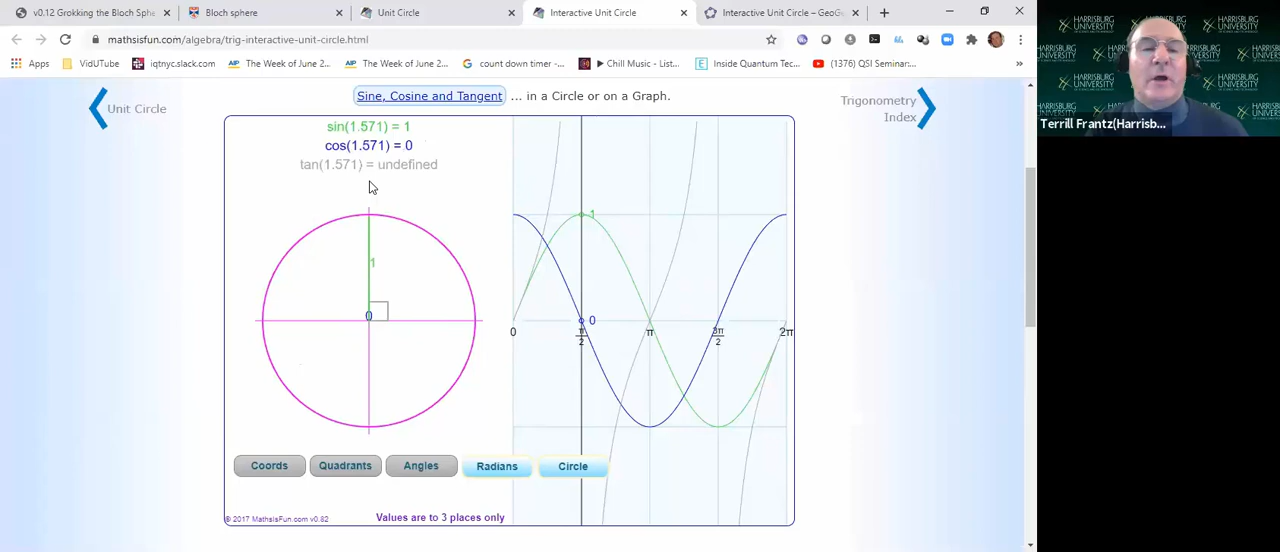 v0.12 Grokking the Bloch Sphe
Bloch sphere
Unit Circle
Interactive Unit Circle
Interactive Unit Circle – GeoG
mathsisfun.com/algebra/trig-interactive-unit-circle.html
Apps
VidUTube
iqtnyc.slack.com
AIP The Week of June 2...
AIP The Week of June 2...
count down timer -...
Chill Music - List...
Inside Quantum Tec...
(1376) QSI Seminar:...
HARRISBURG
UNIVERSITY
Terrill Frantz(Harrisb...
Unit Circle
Sine, Cosine and Tangent ... in a Circle or on a Graph.
Trigonometry
Index
sin(1.571) = 1
cos(1.571) = 0
tan(1.571) = undefined
1
0
1
0
0
π/2
π
3π/2
2π
Coords
Quadrants
Angles
Radians
Circle
© 2017 MathsIsFun.com v0.82
Values are to 3 places only